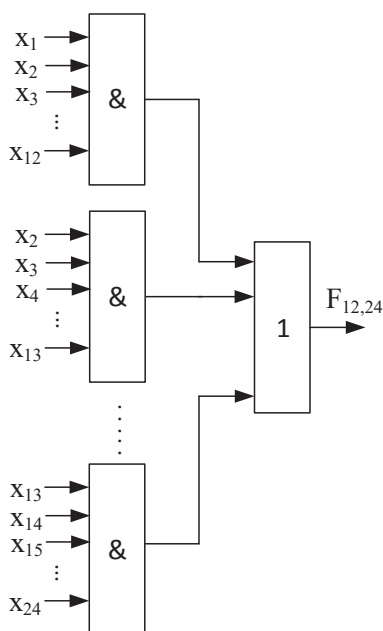 x1
x2
x3
...
x12
&
x2
x3
x4
...
x13
&
......
x13
x14
x15
...
x24
&
1
F12,24